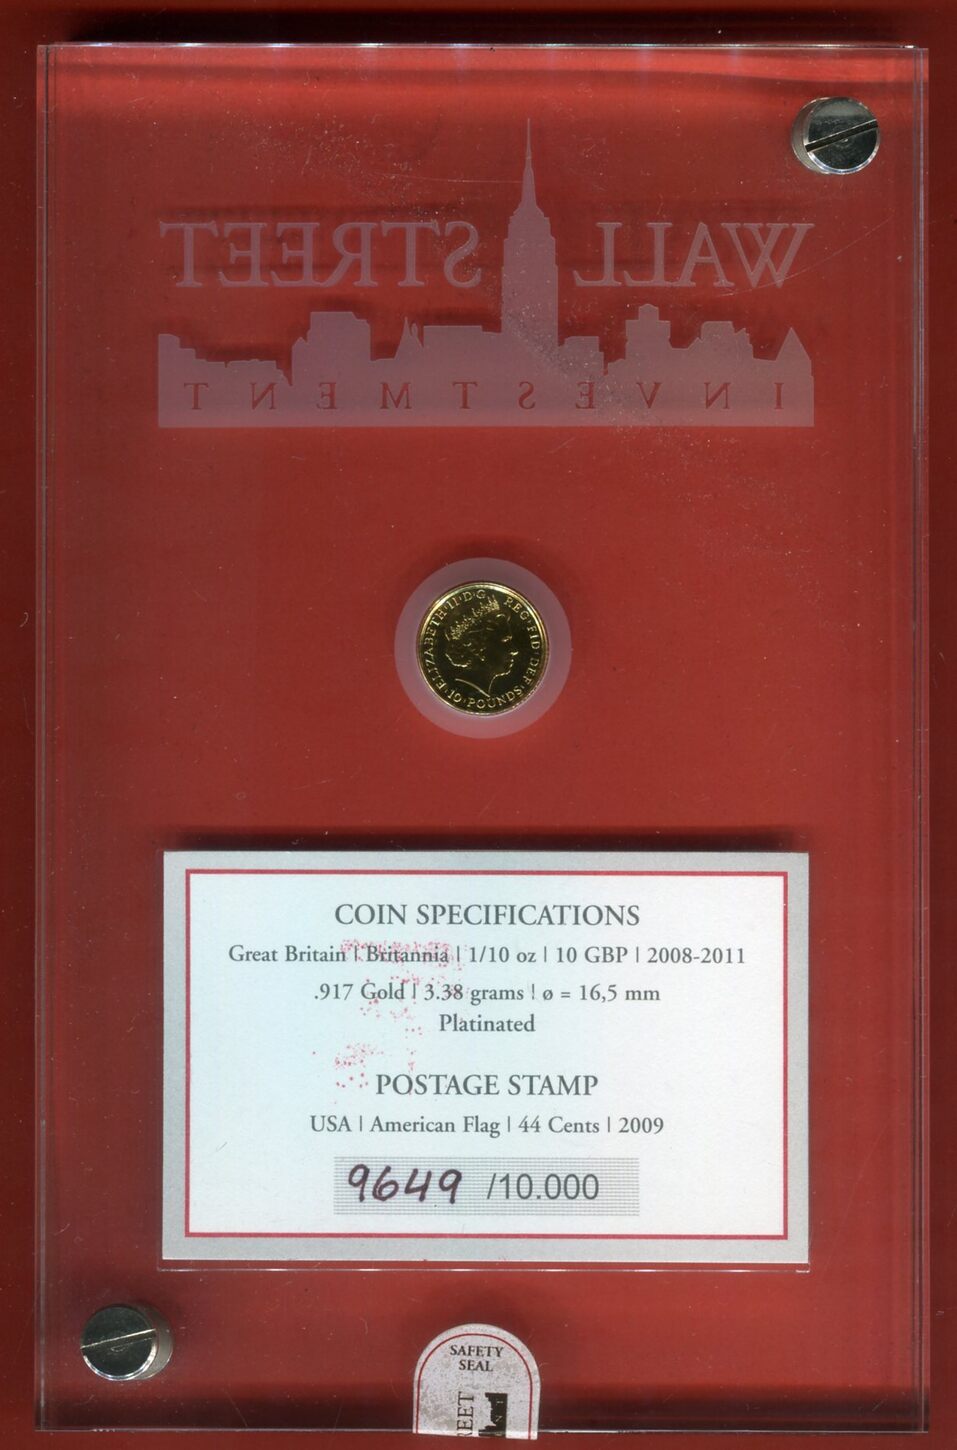 WALL STREET
INVESTMENT
·ELIZABETH·II·D·G REG·FID·DEF·
10·POUNDS
COIN SPECIFICATIONS
Great Britain | Britannia | 1/10 oz | 10 GBP | 2008-2011
.917 Gold | 3.38 grams | ø = 16,5 mm
Platinated
POSTAGE STAMP
USA | American Flag | 44 Cents | 2009
9649 /10.000
SAFETY
SEAL
REET